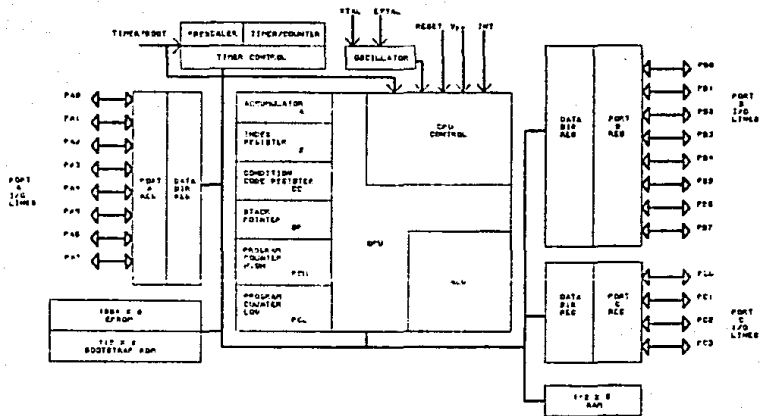 XTAL EXTAL
TIMER/BOOT
PRESCALER TIMER/COUNTER
TIMER CONTROL
OSCILLATOR
RESET VPP INT
PA0
PA1
PA2
PA3
PA4
PA5
PA6
PA7
PORT
A
I/O
LINES
PORT
A
REG
DATA
DIR
REG
ACCUMULATOR
A
INDEX
REGISTER
X
CONDITION
CODE REGISTER
CC
STACK
POINTER
SP
PROGRAM
COUNTER
HIGH
PCH
PROGRAM
COUNTER
LOW
PCL
CPU
CONTROL
CPU
ALU
DATA
DIR
REG
PORT
B
REG
PB0
PB1
PB2
PB3
PB4
PB5
PB6
PB7
PORT
B
I/O
LINES
DATA
DIR
REG
PORT
C
REG
PC0
PC1
PC2
PC3
PORT
C
I/O
LINES
EPROM
BOOTSTRAP ROM
RAM